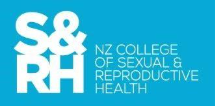 S&
RH
NZ COLLEGE
OF SEXUAL &
REPRODUCTIVE
HEALTH